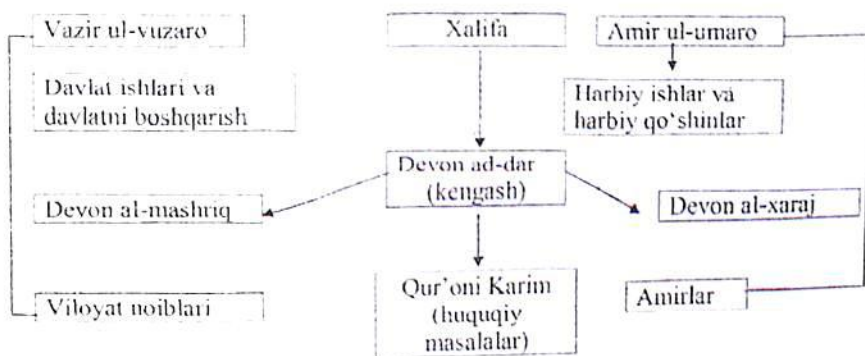 Vazir ul-vuzaro
Xalifa
Amir ul-umaro
Davlat ishlari va
davlatni boshqarish
Harbiy ishlar va
harbiy qo‘shinlar
Devon ad-dar
(kengash)
Devon al-mashriq
Devon al-xaraj
Qur’oni Karim
(huquqiy
masalalar)
Viloyat noiblari
Amirlar